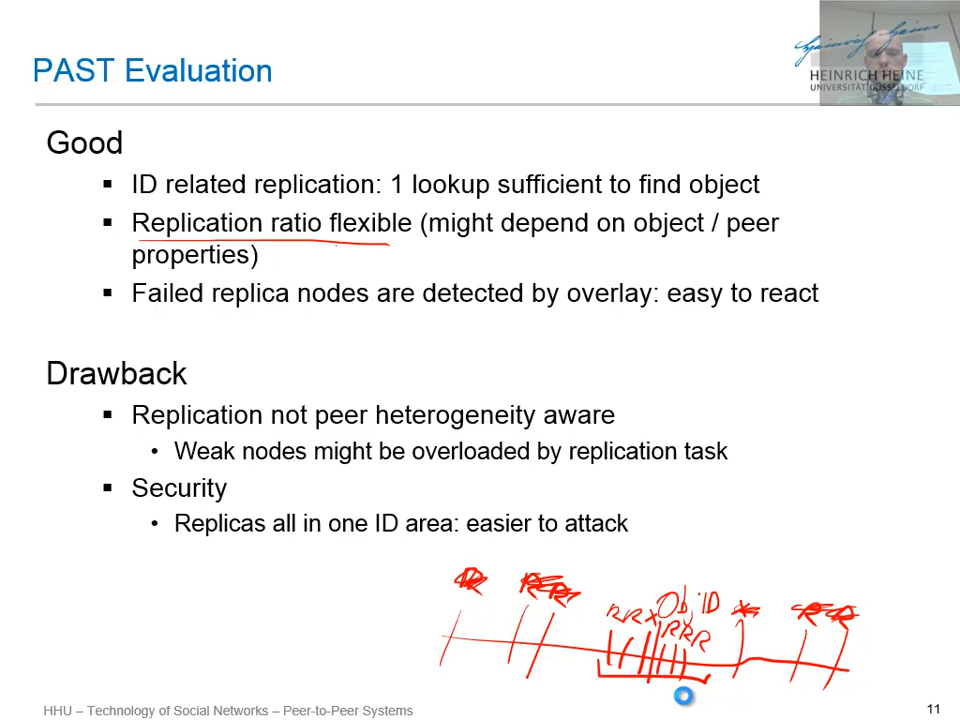 PAST Evaluation
Heinrich Heine
HEINRICH HEINE
UNIVERSITÄT DÜSSELDORF
Good
▪ ID related replication: 1 lookup sufficient to find object
▪ Replication ratio flexible (might depend on object / peer
properties)
▪ Failed replica nodes are detected by overlay: easy to react
Drawback
▪ Replication not peer heterogeneity aware
• Weak nodes might be overloaded by replication task
▪ Security
• Replicas all in one ID area: easier to attack
R R R R R
R R X Obj ID
R R R
HHU – Technology of Social Networks – Peer-to-Peer Systems
11